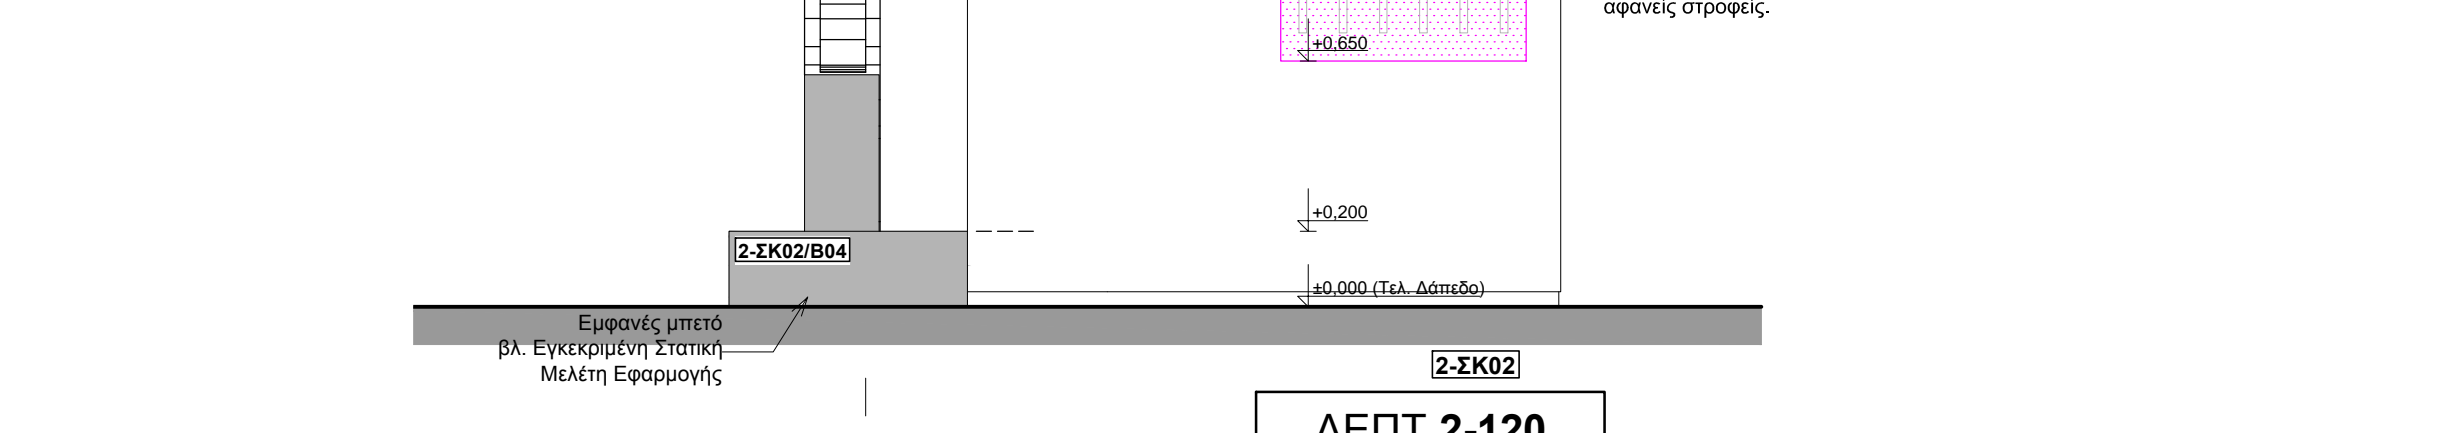 αφανείς στροφείς.
+0,650
+0,200
2-ΣΚ02/Β04
±0,000 (Τελ. Δάπεδο)
Εμφανές μπετό
βλ. Εγκεκριμένη Στατική
Μελέτη Εφαρμογής
2-ΣΚ02
ΛΕΠΤ 2-120